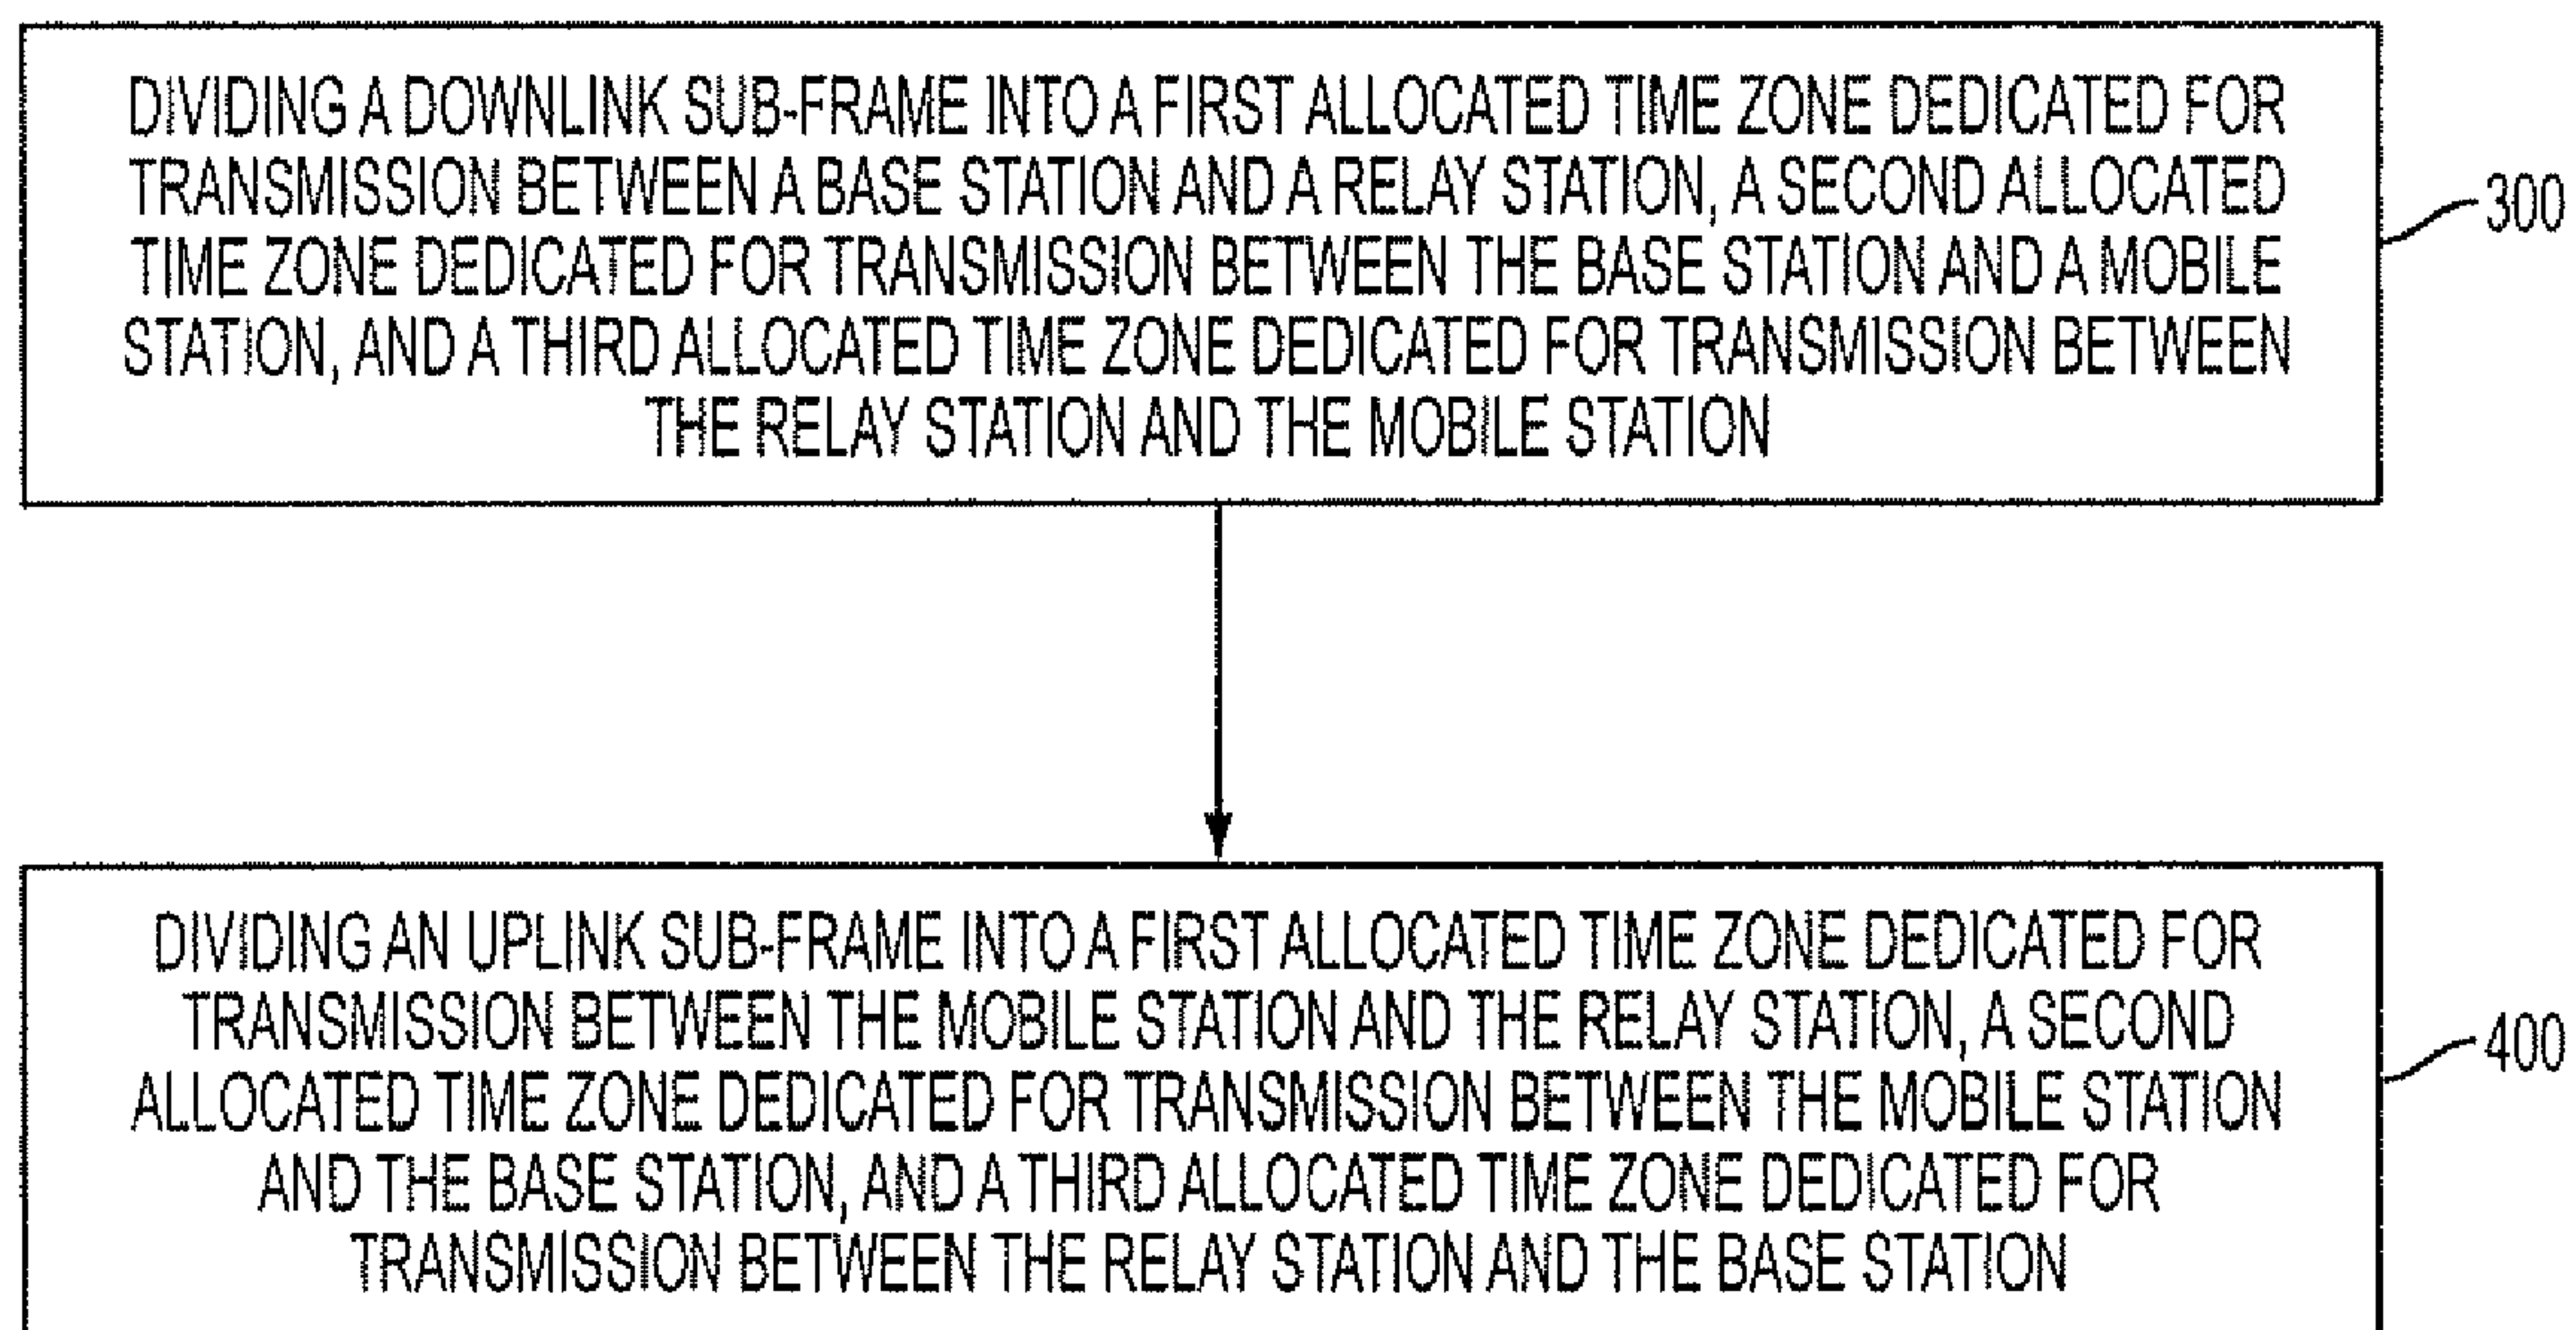 DIVIDING A DOWNLINK SUB-FRAME INTO A FIRST ALLOCATED TIME ZONE DEDICATED FOR
TRANSMISSION BETWEEN A BASE STATION AND A RELAY STATION, A SECOND ALLOCATED
TIME ZONE DEDICATED FOR TRANSMISSION BETWEEN THE BASE STATION AND A MOBILE
STATION, AND A THIRD ALLOCATED TIME ZONE DEDICATED FOR TRANSMISSION BETWEEN
THE RELAY STATION AND THE MOBILE STATION
300
DIVIDING AN UPLINK SUB-FRAME INTO A FIRST ALLOCATED TIME ZONE DEDICATED FOR
TRANSMISSION BETWEEN THE MOBILE STATION AND THE RELAY STATION, A SECOND
ALLOCATED TIME ZONE DEDICATED FOR TRANSMISSION BETWEEN THE MOBILE STATION
AND THE BASE STATION, AND A THIRD ALLOCATED TIME ZONE DEDICATED FOR
TRANSMISSION BETWEEN THE RELAY STATION AND THE BASE STATION
400